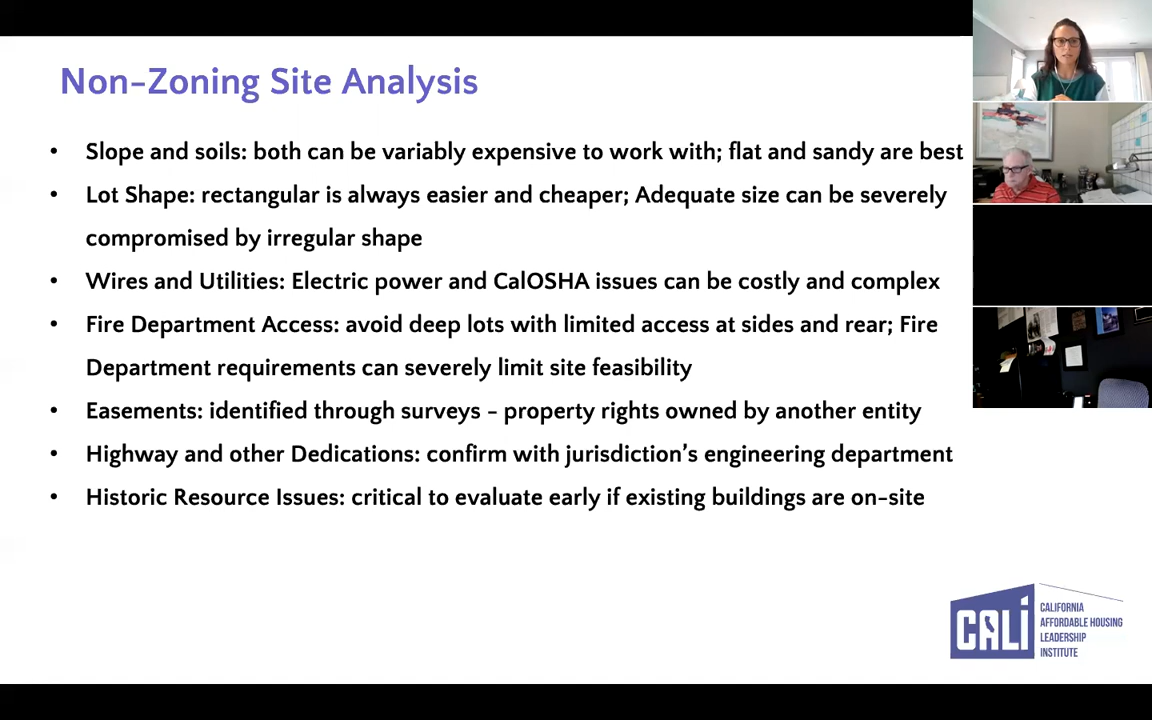 Non-Zoning Site Analysis
• Slope and soils: both can be variably expensive to work with; flat and sandy are best
• Lot Shape: rectangular is always easier and cheaper; Adequate size can be severely
compromised by irregular shape
• Wires and Utilities: Electric power and CalOSHA issues can be costly and complex
• Fire Department Access: avoid deep lots with limited access at sides and rear; Fire
Department requirements can severely limit site feasibility
• Easements: identified through surveys - property rights owned by another entity
• Highway and other Dedications: confirm with jurisdiction's engineering department
• Historic Resource Issues: critical to evaluate early if existing buildings are on-site
CALi
CALIFORNIA
AFFORDABLE HOUSING
LEADERSHIP
INSTITUTE